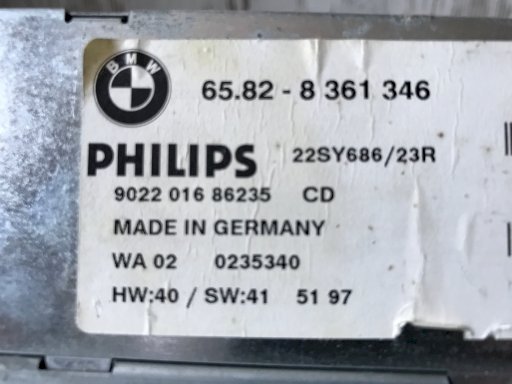 BMW
65.82 - 8 361 346
PHILIPS 22SY686/23R
9022 016 86235 CD
MADE IN GERMANY
WA 02 0235340
HW:40 / SW:41 51 97